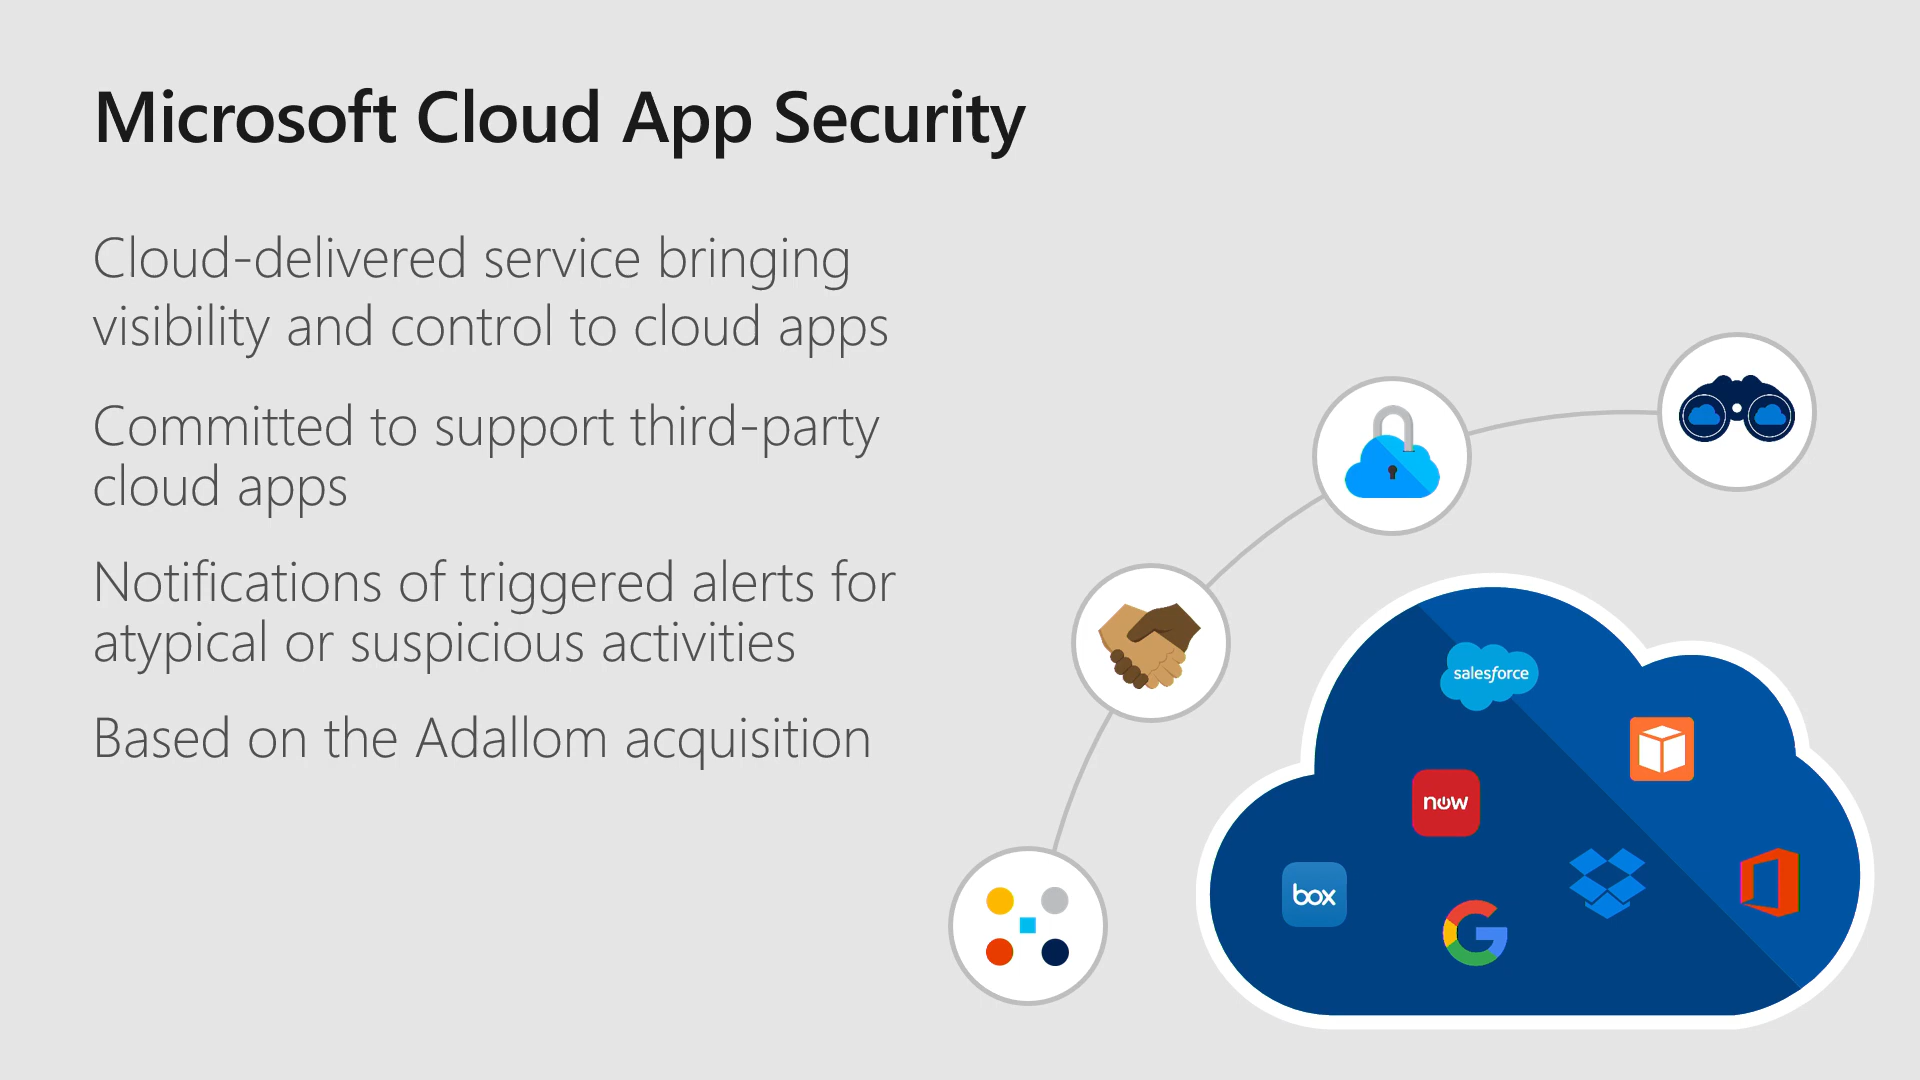 Microsoft Cloud App Security
Cloud-delivered service bringing
visibility and control to cloud apps
Committed to support third-party
cloud apps
Notifications of triggered alerts for
atypical or suspicious activities
Based on the Adallom acquisition
salesforce
now
box